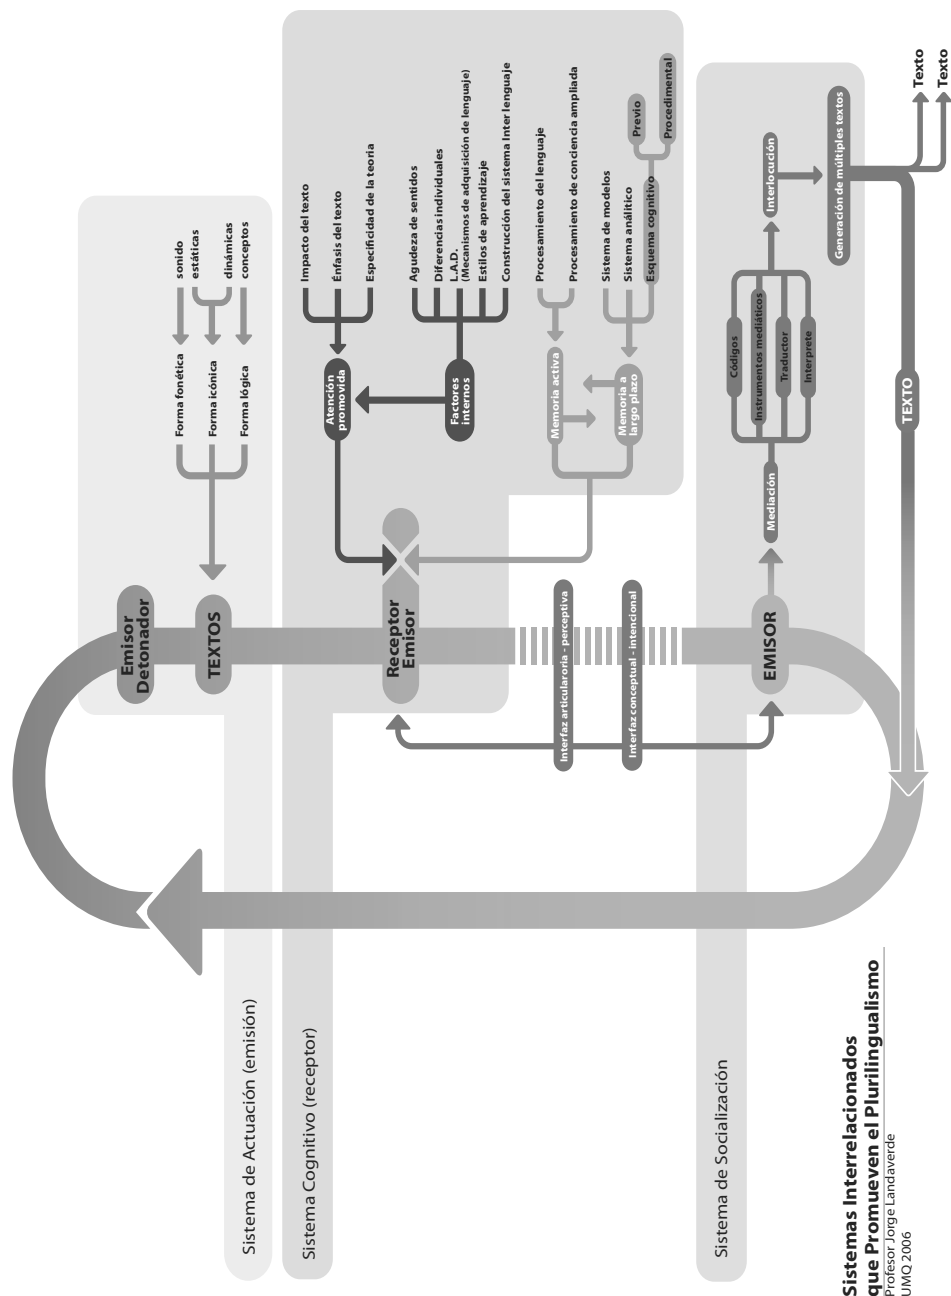 Sistemas Interrelacionados
que Promueven el Plurilingualismo
Profesor Jorge Landaverde
UMQ 2006
Sistema de Actuación (emisión)
Emisor
Detonador
TEXTOS
Forma fonética
Forma icónica
Forma lógica
sonido
estáticas
dinámicas
conceptos
Sistema Cognitivo (receptor)
Receptor
Emisor
Atención
promovida
Impacto del texto
Énfasis del texto
Especificidad de la teoria
Factores
internos
Agudeza de sentidos
Diferencias individuales
L.A.D.
(Mecanismos de adquisición de lenguaje)
Estilos de aprendizaje
Construcción del sistema Inter lenguaje
Memoria activa
Procesamiento del lenguaje
Procesamiento de conciencia ampliada
Memoria a
largo plazo
Sistema de modelos
Sistema análitico
Esquema cognitivo
Previo
Procedimental
Interfaz articularoria - perceptiva
Interfaz conceptual - intencional
Sistema de Socialización
EMISOR
Mediación
Códigos
Instrumentos mediáticos
Traductor
Interprete
Interlocución
Generación de múltiples textos
TEXTO
Texto
Texto